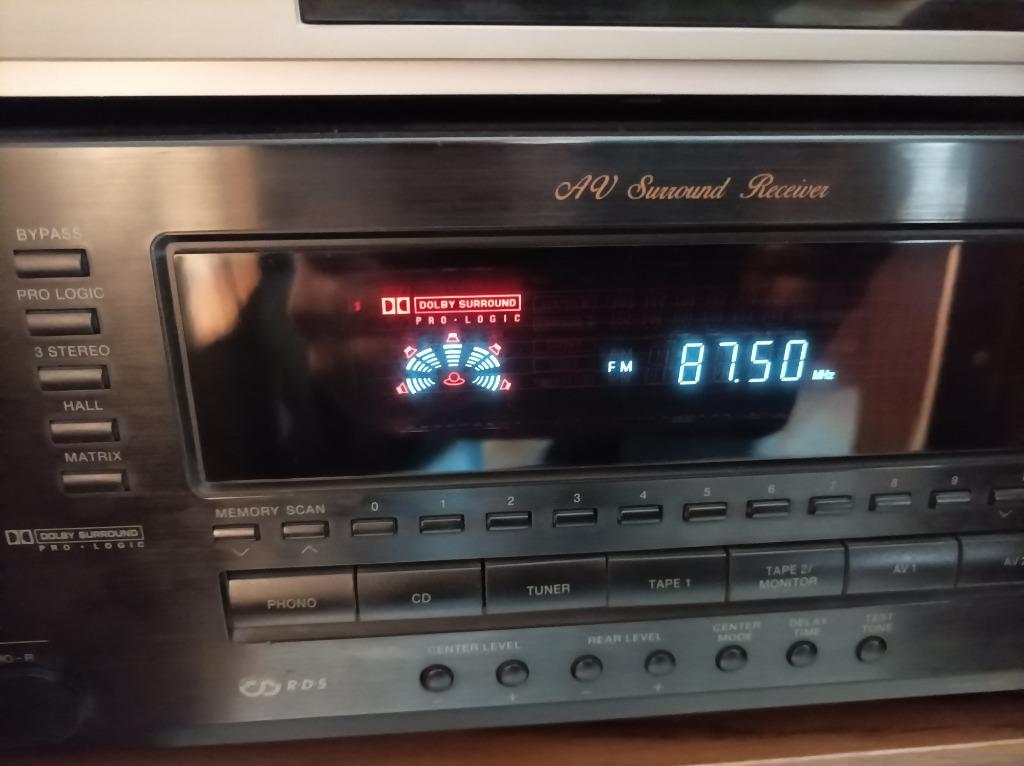 AV Surround Receiver
BYPASS
PRO LOGIC
3 STEREO
HALL
MATRIX
DOLBY SURROUND
PRO·LOGIC
FM 87.50 MHz
DOLBY SURROUND
PRO·LOGIC
MEMORY SCAN 0 1 2 3 4 5 6 7 8 9
PHONO CD TUNER TAPE 1 TAPE 2/ MONITOR AV 1
CENTER LEVEL REAR LEVEL CENTER MODE DELAY TIME TEST TONE
- + - +
R·D·S